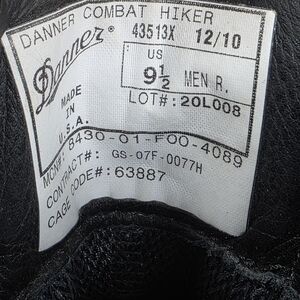 DANNER COMBAT HIKER
43513X 12/10
Danner®
US
9½ MEN R.
MADE
IN
U.S.A.
LOT#: 20L008
MCN#: 8430-01-F00-4089
CONTRACT#: GS-07F-0077H
CAGE CODE#: 63887